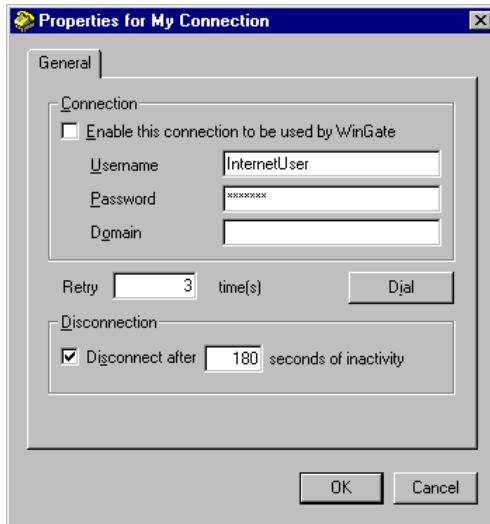 Properties for My Connection
General
Connection
Enable this connection to be used by WinGate
Username InternetUser
Password *******
Domain
Retry 3 time(s) Dial
Disconnection
Disconnect after 180 seconds of inactivity
OK Cancel